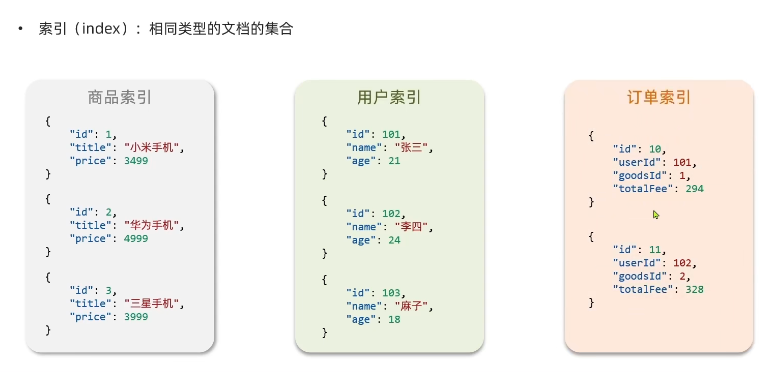 • 索引（index）：相同类型的文档的集合
商品索引
{
"id": 1,
"title": "小米手机",
"price": 3499
}
{
"id": 2,
"title": "华为手机",
"price": 4999
}
{
"id": 3,
"title": "三星手机",
"price": 3999
}
用户索引
{
"id": 101,
"name": "张三",
"age": 21
}
{
"id": 102,
"name": "李四",
"age": 24
}
{
"id": 103,
"name": "麻子",
"age": 18
}
订单索引
{
"id": 10,
"userId": 101,
"goodsId": 1,
"totalFee": 294
}
{
"id": 11,
"userId": 102,
"goodsId": 2,
"totalFee": 328
}